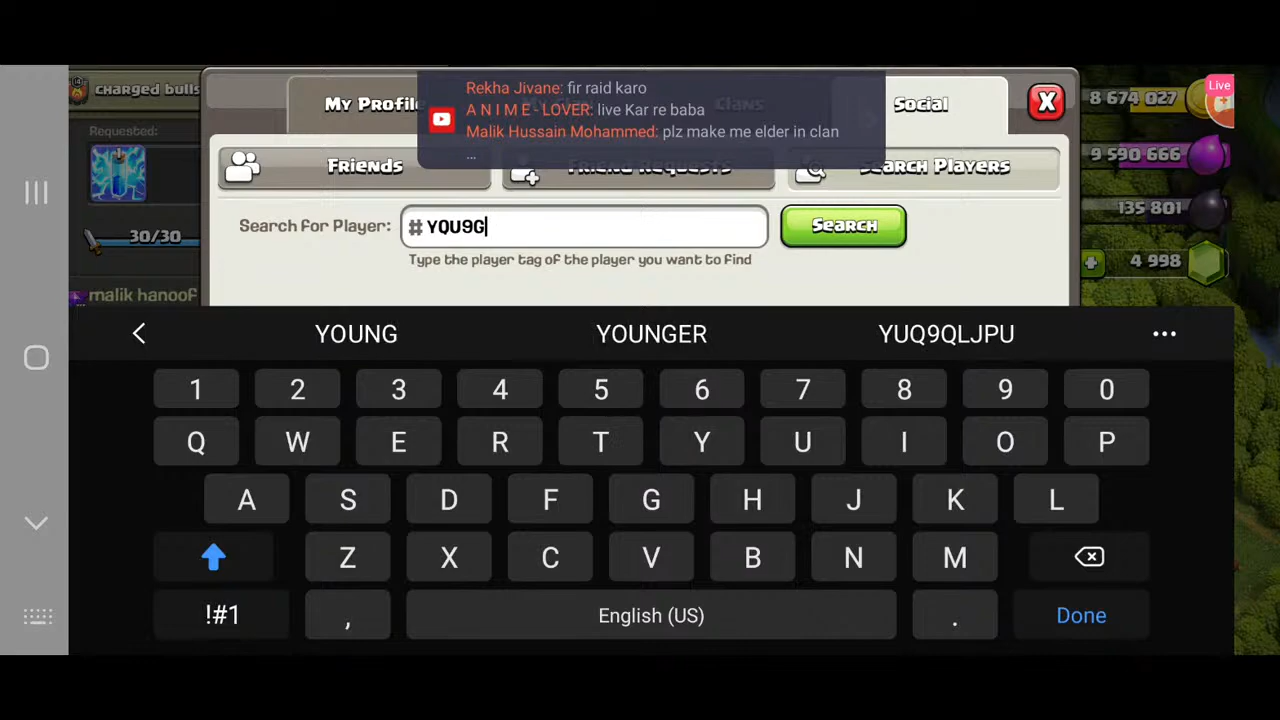 charged bulls
Requested:
30/30
malik hanoof
My Profile
Clans
Social
Rekha Jivane: fir raid karo
A N I M E - LOVER: live Kar re baba
Malik Hussain Mohammed: plz make me elder in clan
...
Friends
Friend Requests
Search Players
Search for Player:
# YQU9G
Search
Type the player tag of the player you want to find
Live
8 674 027
9 590 666
135 801
4 998
YOUNG YOUNGER YUQ9QLJPU
1 2 3 4 5 6 7 8 9 0
Q W E R T Y U I O P
A S D F G H J K L
Z X C V B N M
!#1 , English (US) . Done